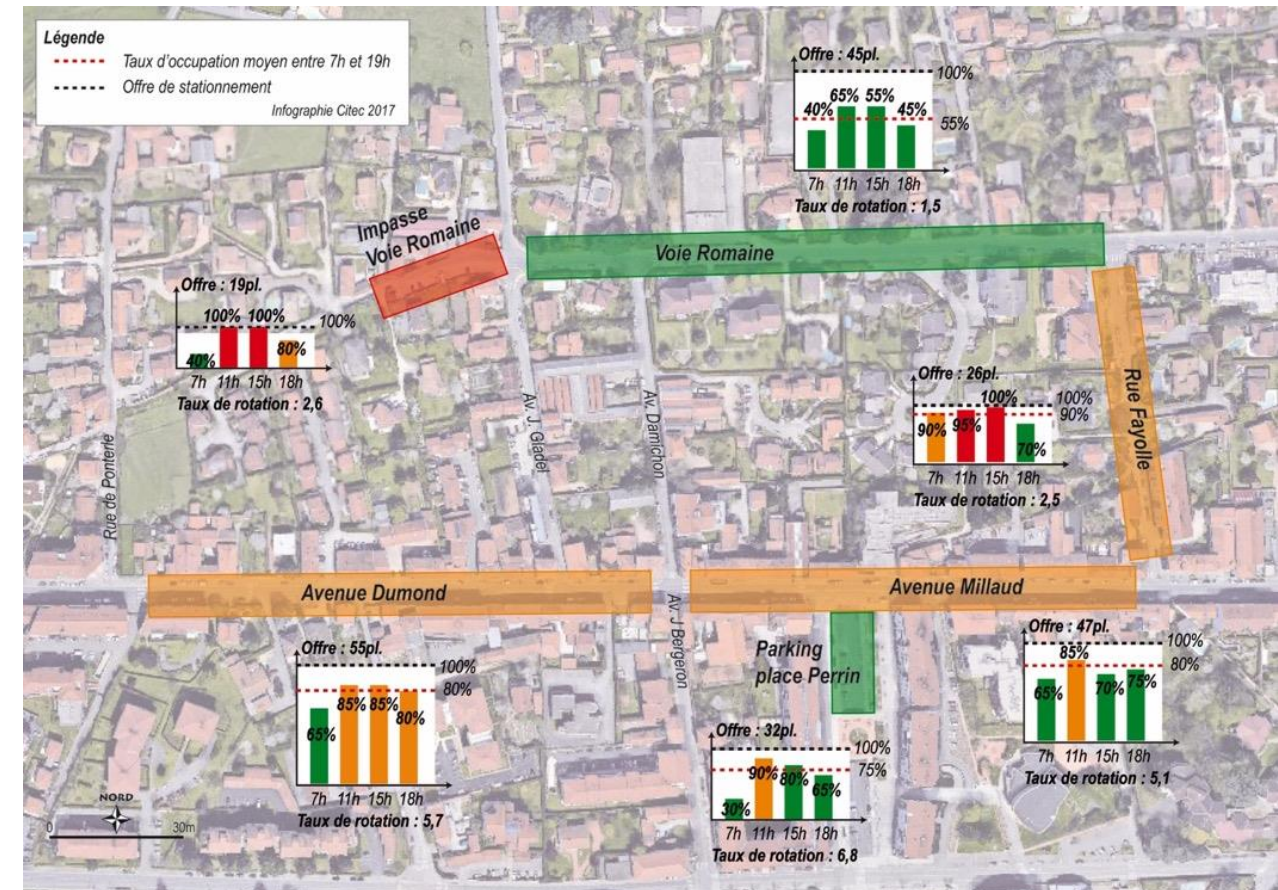 Légende
Taux d'occupation moyen entre 7h et 19h
Offre de stationnement
Infographie Citec 2017
Offre : 45pl.
100%
40% 65% 55% 45%
55%
7h 11h 15h 18h
Taux de rotation : 1,5
Impasse
Voie Romaine
Voie Romaine
Offre : 19pl.
100% 100%
100%
40% 80%
7h 11h 15h 18h
Taux de rotation : 2,6
Offre : 26pl.
100%
100%
90%
90% 95% 70%
7h 11h 15h 18h
Taux de rotation : 2,5
Rue Fayolle
Rue de Ponterle
Av. J. Gladel
Av. Damichon
Avenue Dumond
Avenue Millaud
Av. J Bergeron
Parking
place Perrin
Offre : 55pl.
100%
80%
65% 85% 85% 80%
7h 11h 15h 18h
Taux de rotation : 5,7
Offre : 32pl.
100%
75%
30% 90% 80% 65%
7h 11h 15h 18h
Taux de rotation : 6,8
Offre : 47pl.
100%
85%
80%
65% 70% 75%
7h 11h 15h 18h
Taux de rotation : 5,1
NORD
0 30m